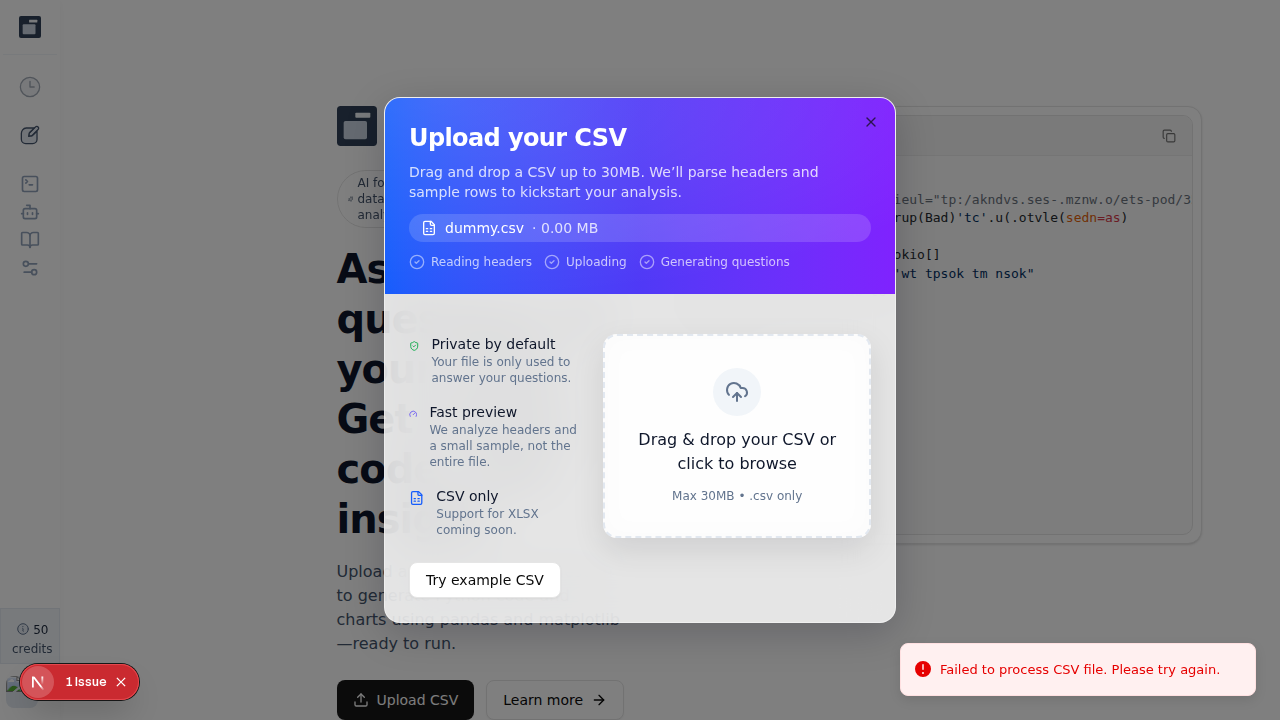 Upload your CSV
Drag and drop a CSV up to 30MB. We’ll parse headers and
sample rows to kickstart your analysis.
dummy.csv · 0.00 MB
Reading headers
Uploading
Generating questions
Private by default
Your file is only used to
answer your questions.
Fast preview
We analyze headers and
a small sample, not the
entire file.
CSV only
Support for XLSX
coming soon.
Drag & drop your CSV or
click to browse
Max 30MB • .csv only
Try example CSV
AI fo
data
analy
As
que
you
Get
cod
insi
Upload
to gene
charts using pandas and matplotlib
—ready to run.
Upload CSV
Learn more
ieul="tp:/akndvs.ses-.mznw.o/ets-pod/3
rup(Bad)'tc'.u(.otvle(sedn=as)
okio[]
'wt tpsok tm nsok"
50
credits
N
1 Issue
Failed to process CSV file. Please try again.